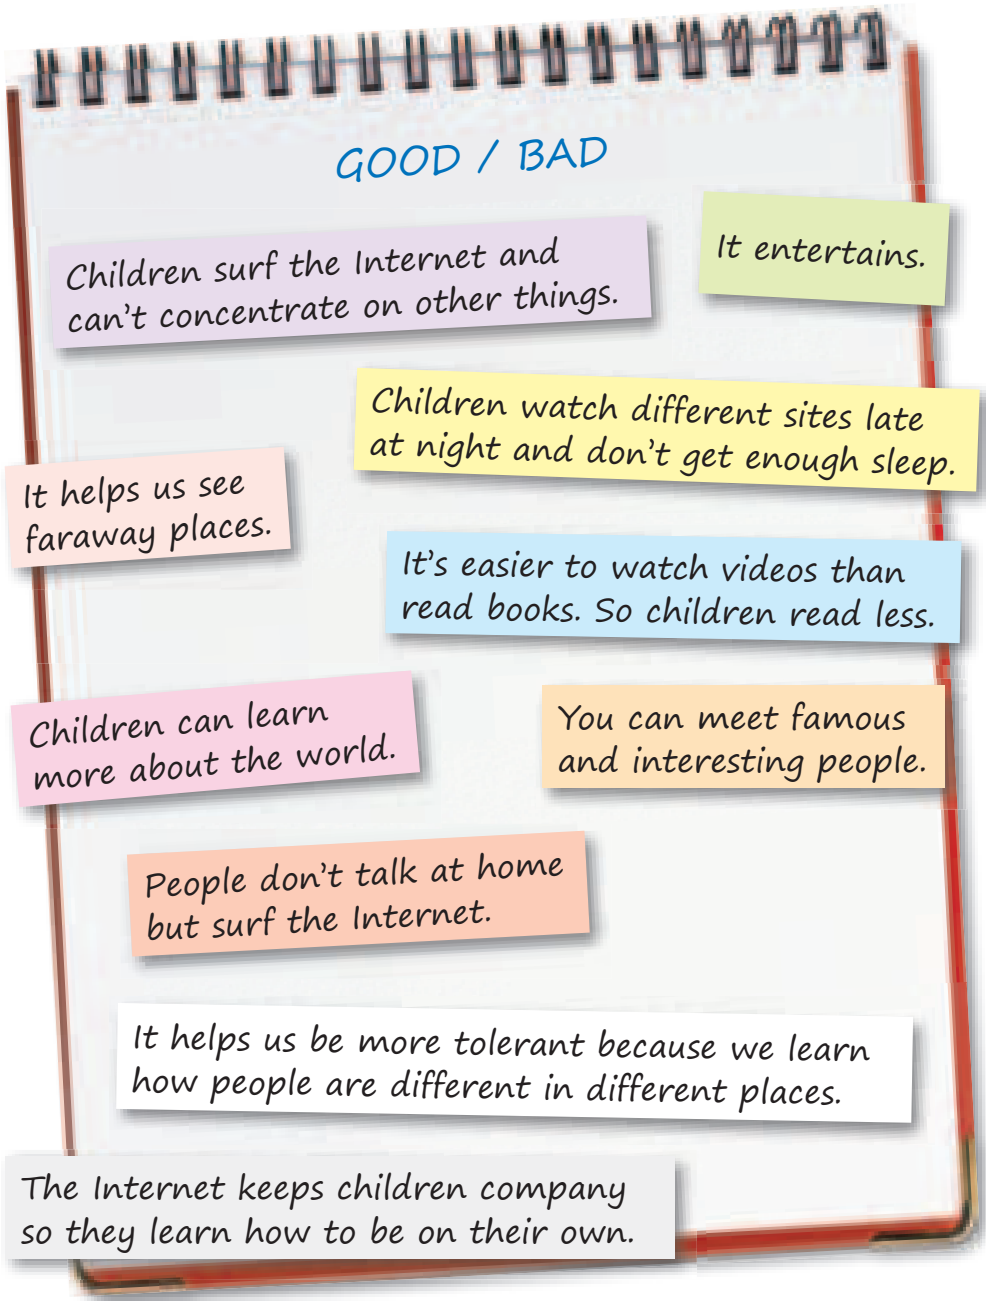 GOOD / BAD
Children surf the Internet and
can't concentrate on other things.
It entertains.
Children watch different sites late
at night and don't get enough sleep.
It helps us see
faraway places.
It's easier to watch videos than
read books. So children read less.
Children can learn
more about the world.
You can meet famous
and interesting people.
People don't talk at home
but surf the Internet.
It helps us be more tolerant because we learn
how people are different in different places.
The Internet keeps children company
so they learn how to be on their own.